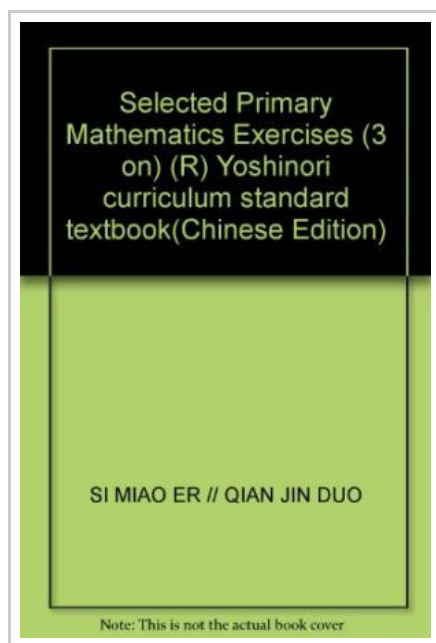 Selected Primary
Mathematics Exercises (3
on) (R) Yoshinori
curriculum standard
textbook(Chinese Edition)
SI MIAO ER // QIAN JIN DUO
Note: This is not the actual book cover